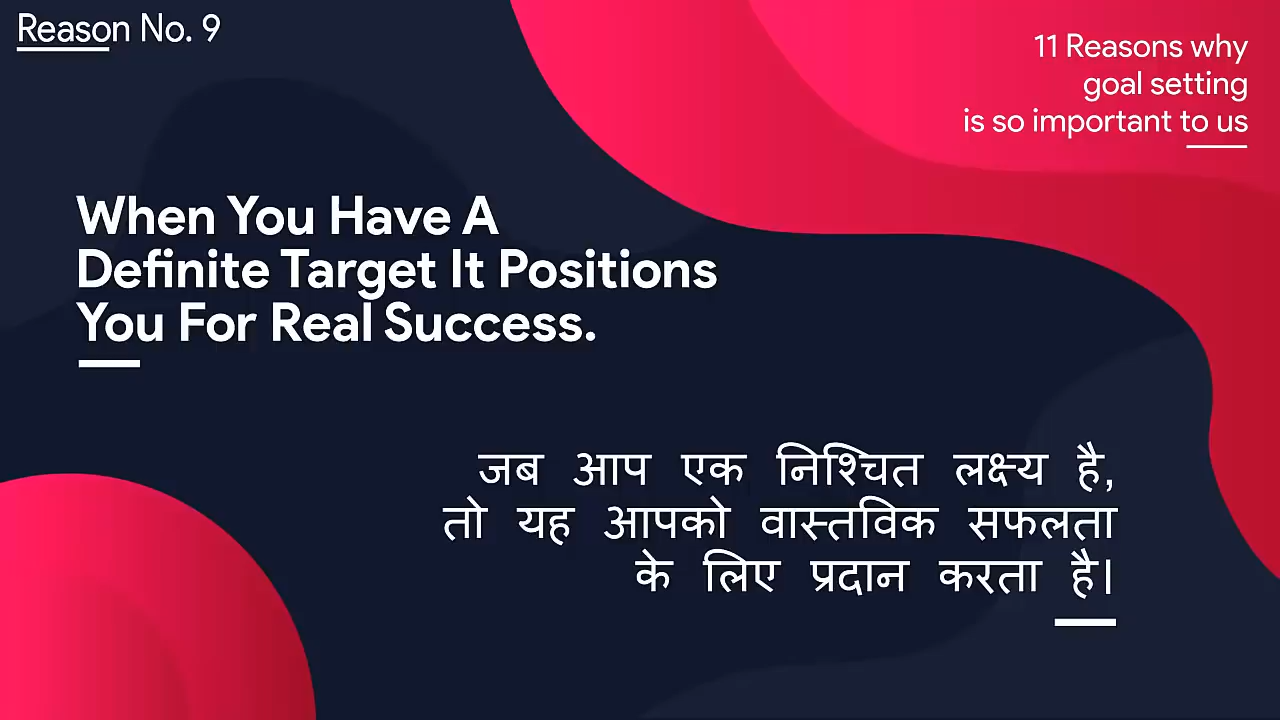 Reason No. 9
11 Reasons why
goal setting
is so important to us
When You Have A
Definite Target It Positions
You For Real Success.
जब आप एक निश्चित लक्ष्य है,
तो यह आपको वास्तविक सफलता
के लिए प्रदान करता है।